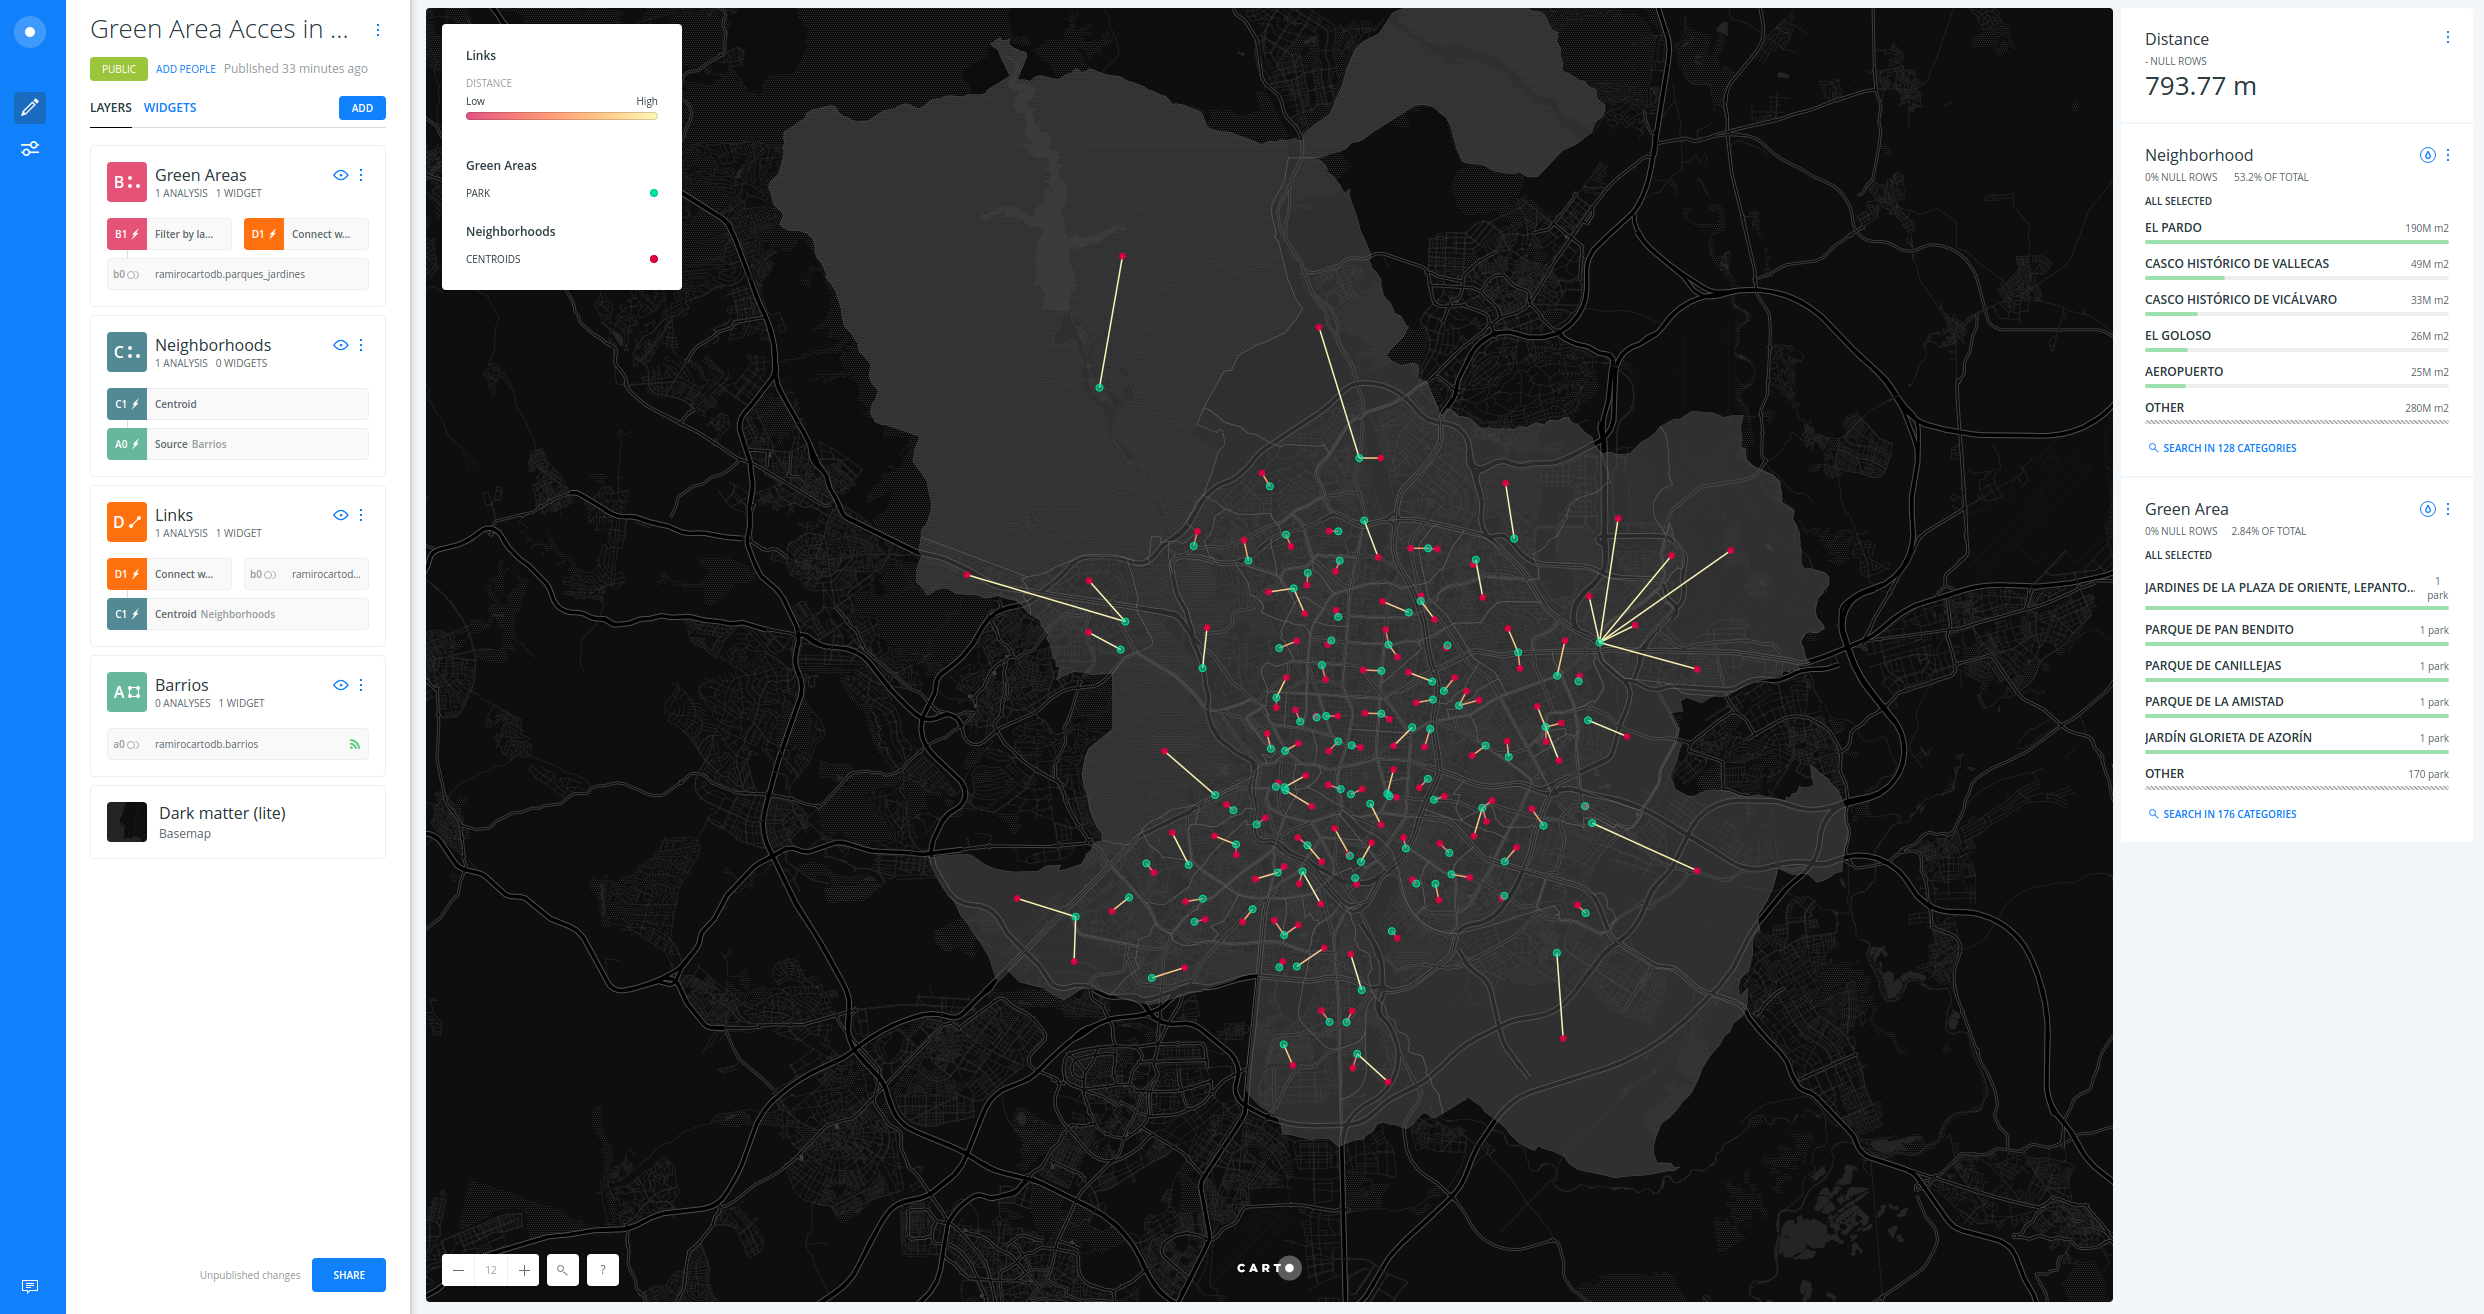 Green Area Acces in ...
PUBLIC ADD PEOPLE Published 33 minutes ago
LAYERS WIDGETS ADD
B Green Areas
1 ANALYSIS 1 WIDGET
B1 Filter by la... D1 Connect w...
b0 ramirocartodb.parques_jardines
C Neighborhoods
1 ANALYSIS 0 WIDGETS
C1 Centroid
A0 Source Barrios
D Links
1 ANALYSIS 1 WIDGET
D1 Connect w... b0 ramirocartod...
C1 Centroid Neighborhoods
A Barrios
0 ANALYSES 1 WIDGET
a0 ramirocartodb.barrios
Dark matter (lite)
Basemap
Unpublished changes SHARE
Links
DISTANCE
Low High
Green Areas
PARK
Neighborhoods
CENTROIDS
12 ?
CARTO
Distance
- NULL ROWS
793.77 m
Neighborhood
0% NULL ROWS 53.2% OF TOTAL
ALL SELECTED
EL PARDO 190M m2
CASCO HISTÓRICO DE VALLECAS 49M m2
CASCO HISTÓRICO DE VICÁLVARO 33M m2
EL GOLOSO 26M m2
AEROPUERTO 25M m2
OTHER 280M m2
SEARCH IN 128 CATEGORIES
Green Area
0% NULL ROWS 2.84% OF TOTAL
ALL SELECTED
JARDINES DE LA PLAZA DE ORIENTE, LEPANTO... 1 park
PARQUE DE PAN BENDITO 1 park
PARQUE DE CANILLEJAS 1 park
PARQUE DE LA AMISTAD 1 park
JARDÍN GLORIETA DE AZORÍN 1 park
OTHER 170 park
SEARCH IN 176 CATEGORIES